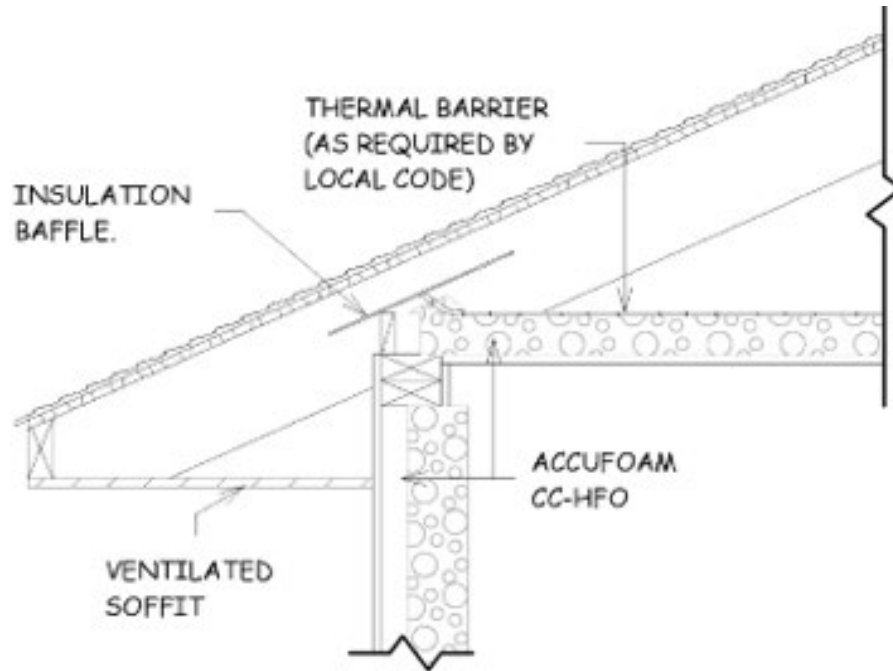 THERMAL BARRIER
(AS REQUIRED BY
LOCAL CODE)
INSULATION
BAFFLE.
ACCUFOAM
CC-HFO
VENTILATED
SOFFIT